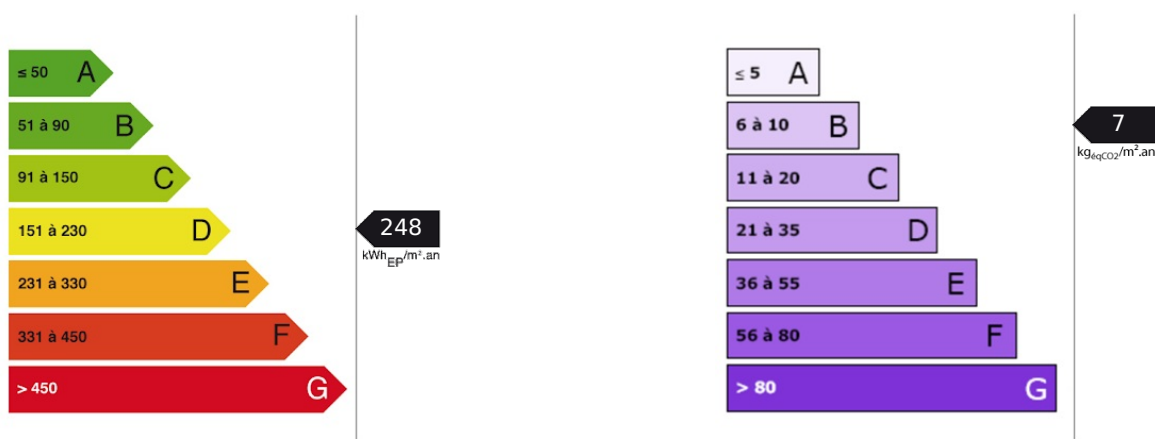 ≤ 50 A
51 à 90 B
91 à 150 C
151 à 230 D
231 à 330 E
331 à 450 F
> 450 G
248
kWhEP/m².an
≤ 5 A
6 à 10 B
11 à 20 C
21 à 35 D
36 à 55 E
56 à 80 F
> 80 G
7
kgéqCO2/m².an